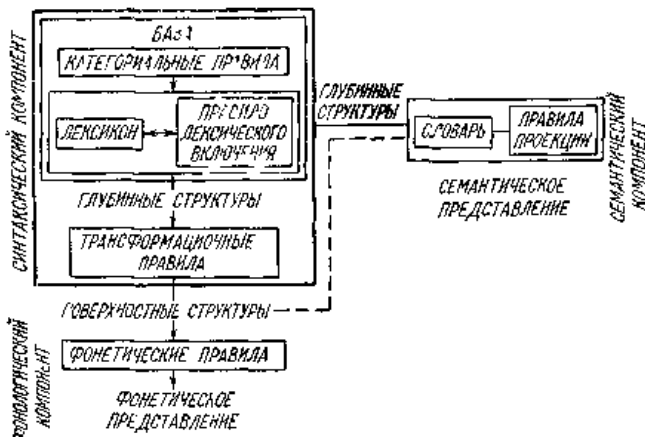 БАЗА
КАТЕГОРИАЛЬНЫЕ ПРАВИЛА
ЛЕКСИКОН
ПРАВИЛО
ЛЕКСИЧЕСКОГО
ВКЛЮЧЕНИЯ
ГЛУБИННЫЕ СТРУКТУРЫ
ТРАНСФОРМАЦИОННЫЕ
ПРАВИЛА
СИНТАКСИЧЕСКИЙ КОМПОНЕНТ
ГЛУБИННЫЕ
СТРУКТУРЫ
СЛОВАРЬ
ПРАВИЛА
ПРОЕКЦИИ
СЕМАНТИЧЕСКОЕ
ПРЕДСТАВЛЕНИЕ
СЕМАНТИЧЕСКИЙ
КОМПОНЕНТ
ПОВЕРХНОСТНЫЕ СТРУКТУРЫ
ФОНЕТИЧЕСКИЕ ПРАВИЛА
ФОНЕТИЧЕСКОЕ
ПРЕДСТАВЛЕНИЕ
ФОНОЛОГИЧЕСКИЙ
КОМПОНЕНТ